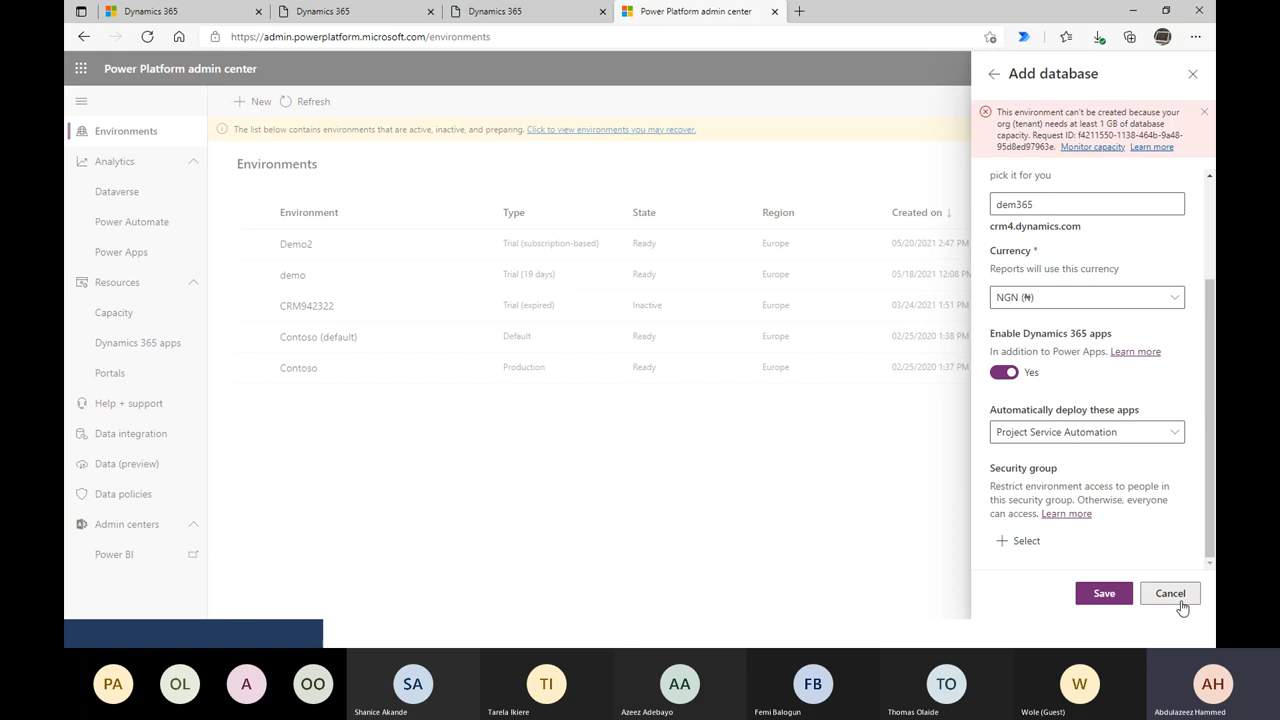 Dynamics 365
Dynamics 365
Dynamics 365
Power Platform admin center
https://admin.powerplatform.microsoft.com/environments
Power Platform admin center
Add database
This environment can't be created because your
org (tenant) needs at least 1 GB of database
capacity. Request ID: f4211550-1138-464b-9a48-
95d8ed97963e. Monitor capacity Learn more
New Refresh
The list below contains environments that are active, inactive, and preparing. Click to view environments you may recover.
Environments
Analytics
Dataverse
Power Automate
Power Apps
Resources
Capacity
Dynamics 365 apps
Portals
Help + support
Data integration
Data (preview)
Data policies
Admin centers
Power BI
Environments
Environment Type State Region Created on ↓
Demo2 Trial (subscription-based) Ready Europe 05/20/2021 2:47 PM
demo Trial (19 days) Ready Europe 05/18/2021 12:08 PM
CRM942322 Trial (expired) Inactive Europe 03/24/2021 1:51 PM
Contoso (default) Default Ready Europe 02/25/2020 1:38 PM
Contoso Production Ready Europe 02/25/2020 1:37 PM
pick it for you
dem365
crm4.dynamics.com
Currency *
Reports will use this currency
NGN (₦)
Enable Dynamics 365 apps
In addition to Power Apps. Learn more
Yes
Automatically deploy these apps
Project Service Automation
Security group
Restrict environment access to people in
this security group. Otherwise, everyone
can access. Learn more
Select
Save Cancel
PA OL A OO SA TI AA FB TO W AH
Shanice Akande Tarela Ikiere Azeez Adebayo Femi Balogun Thomas Olaide Wole (Guest) Abdulazeez Hammed